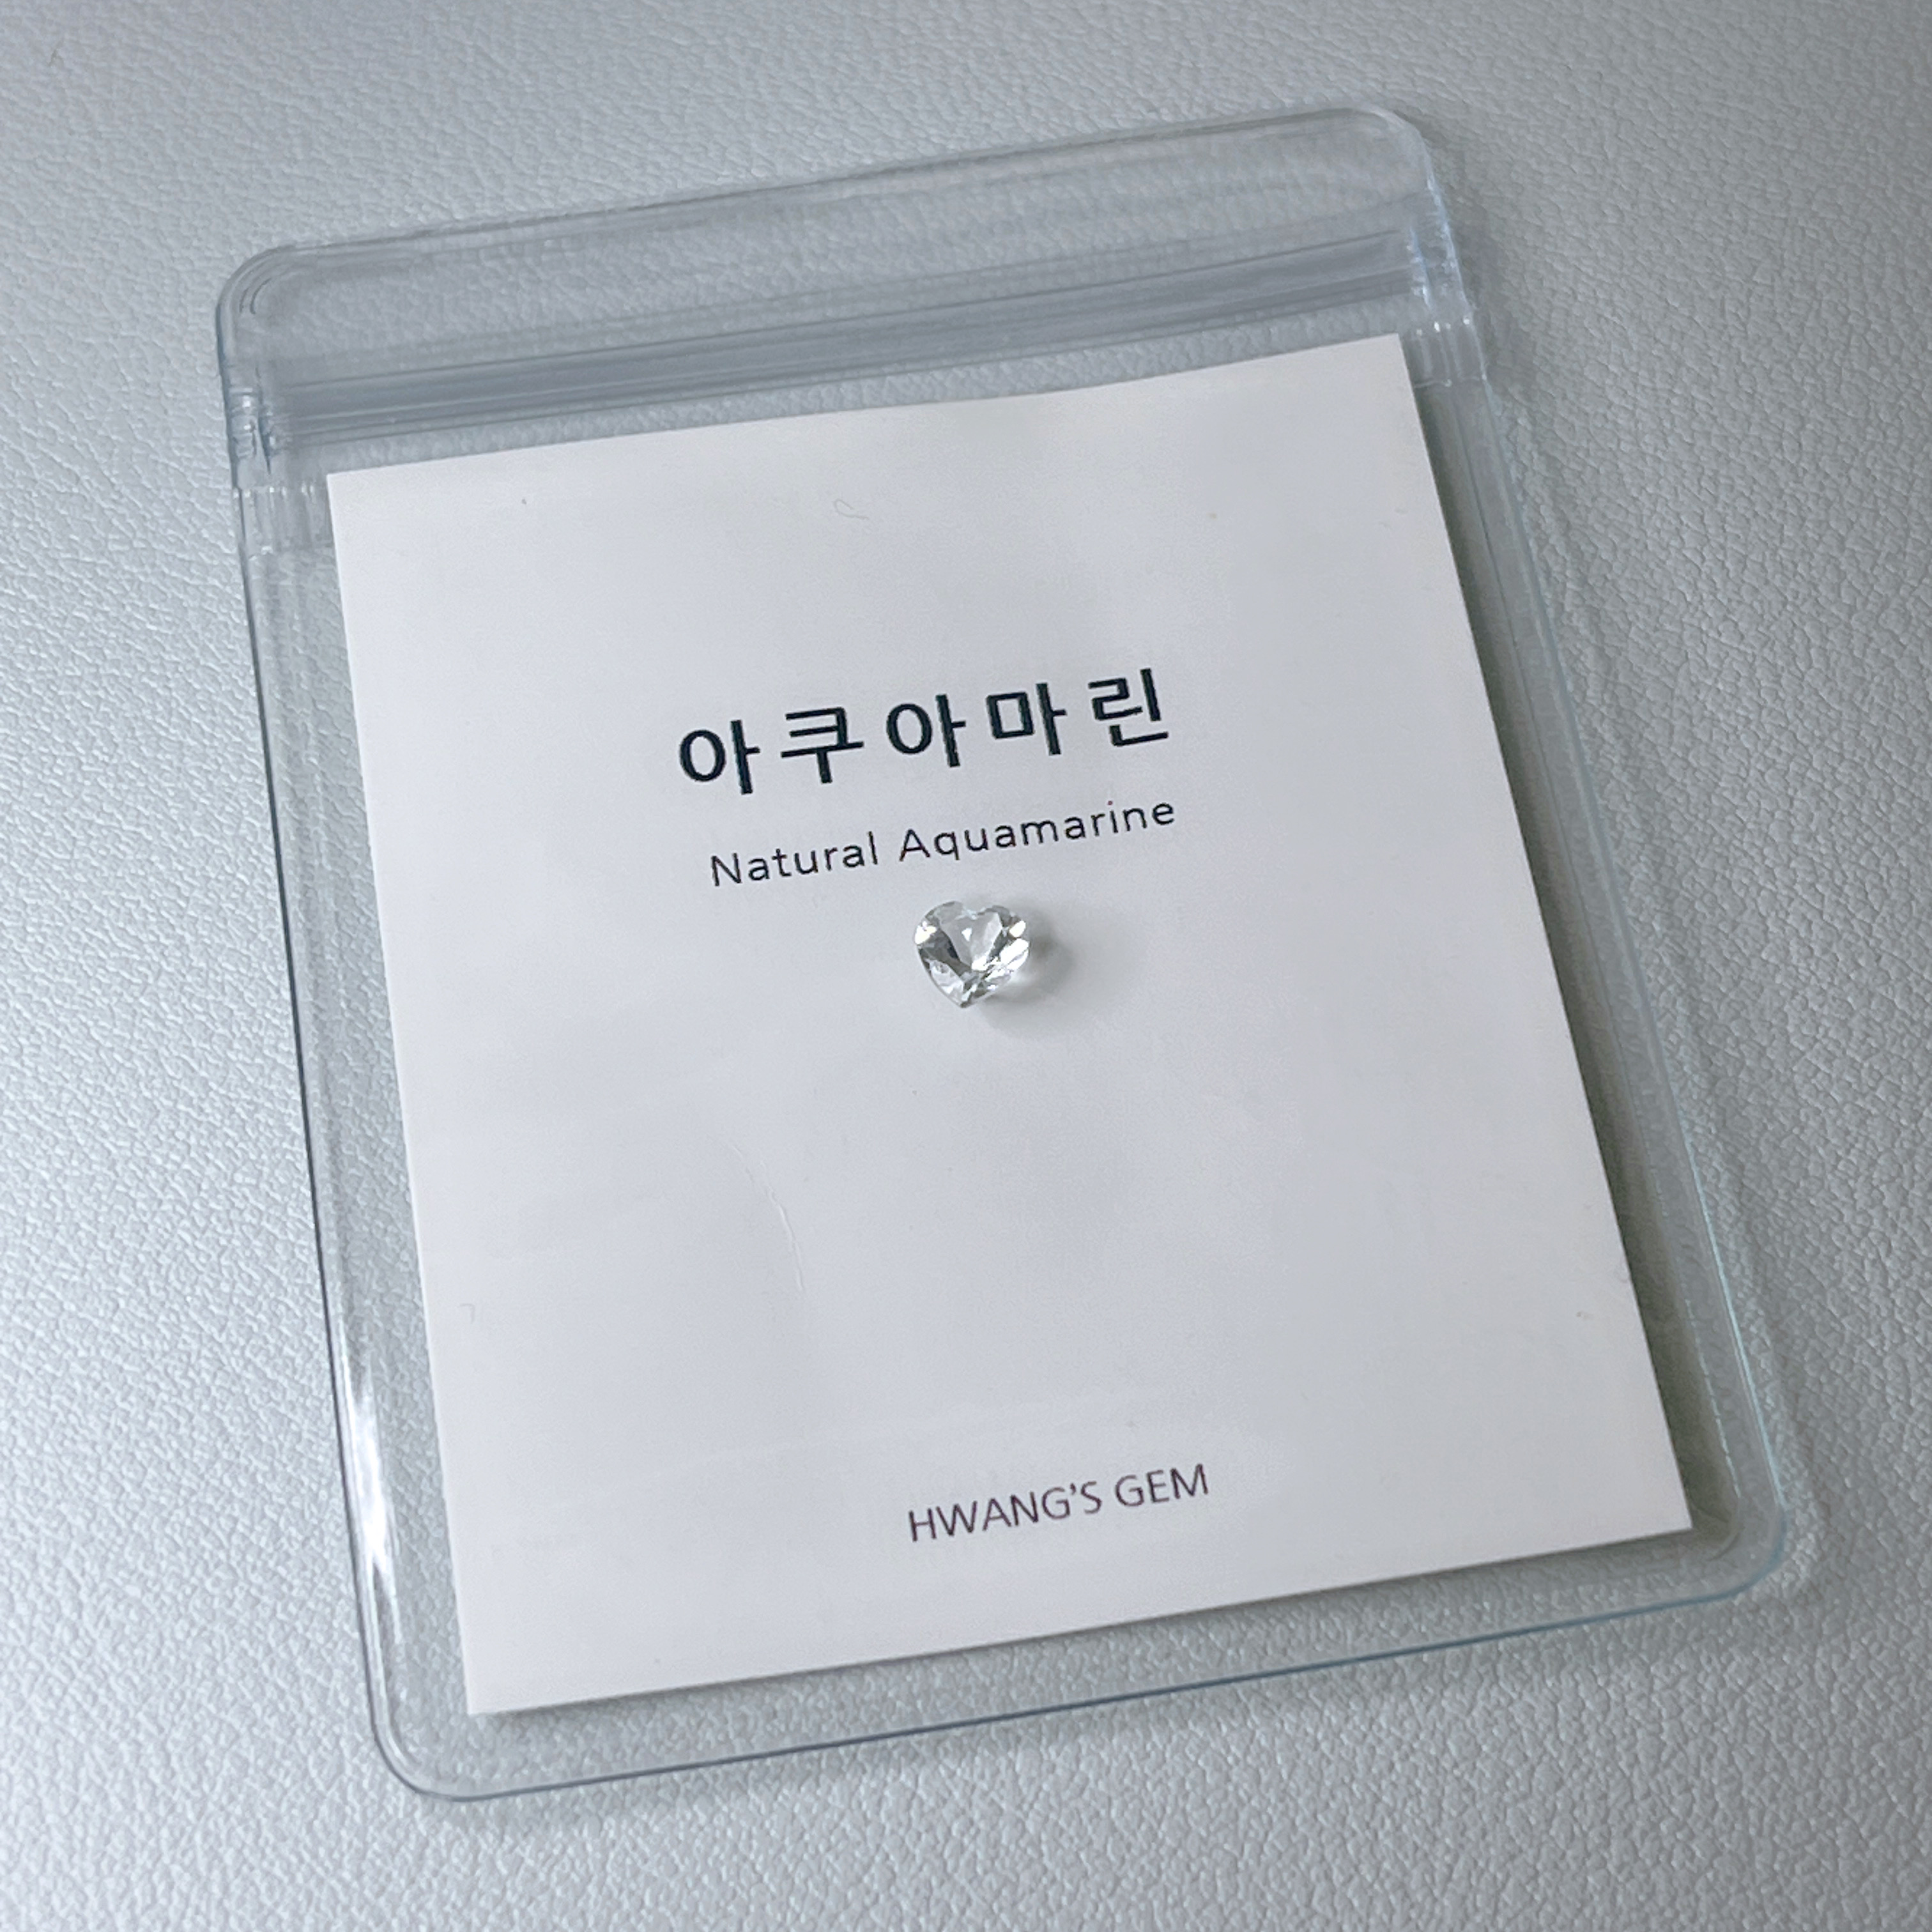 아쿠아마린
Natural Aquamarine
HWANG'S GEM